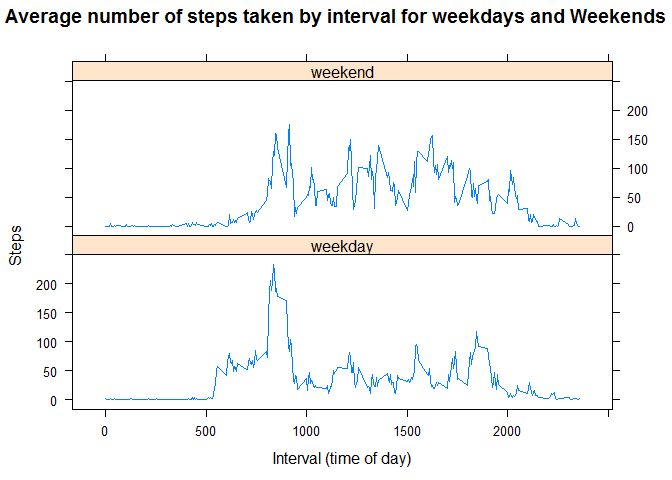 Average number of steps taken by interval for weekdays and Weekends
weekend
200
150
100
50
0
weekday
200
150
100
50
0
Steps
0 500 1000 1500 2000
Interval (time of day)